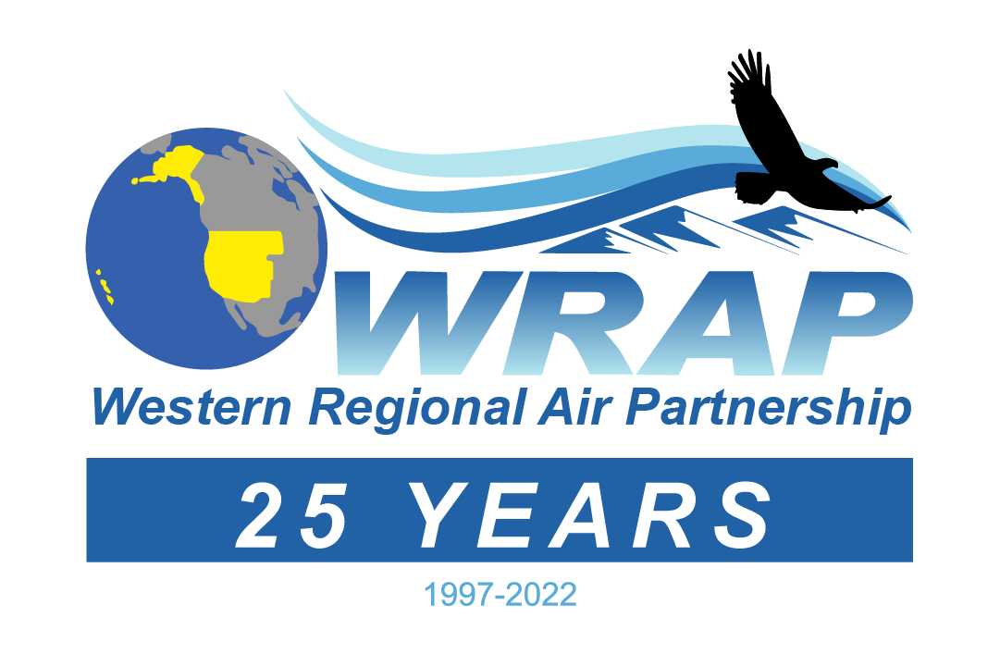 WRAP
Western Regional Air Partnership
25 YEARS
1997-2022